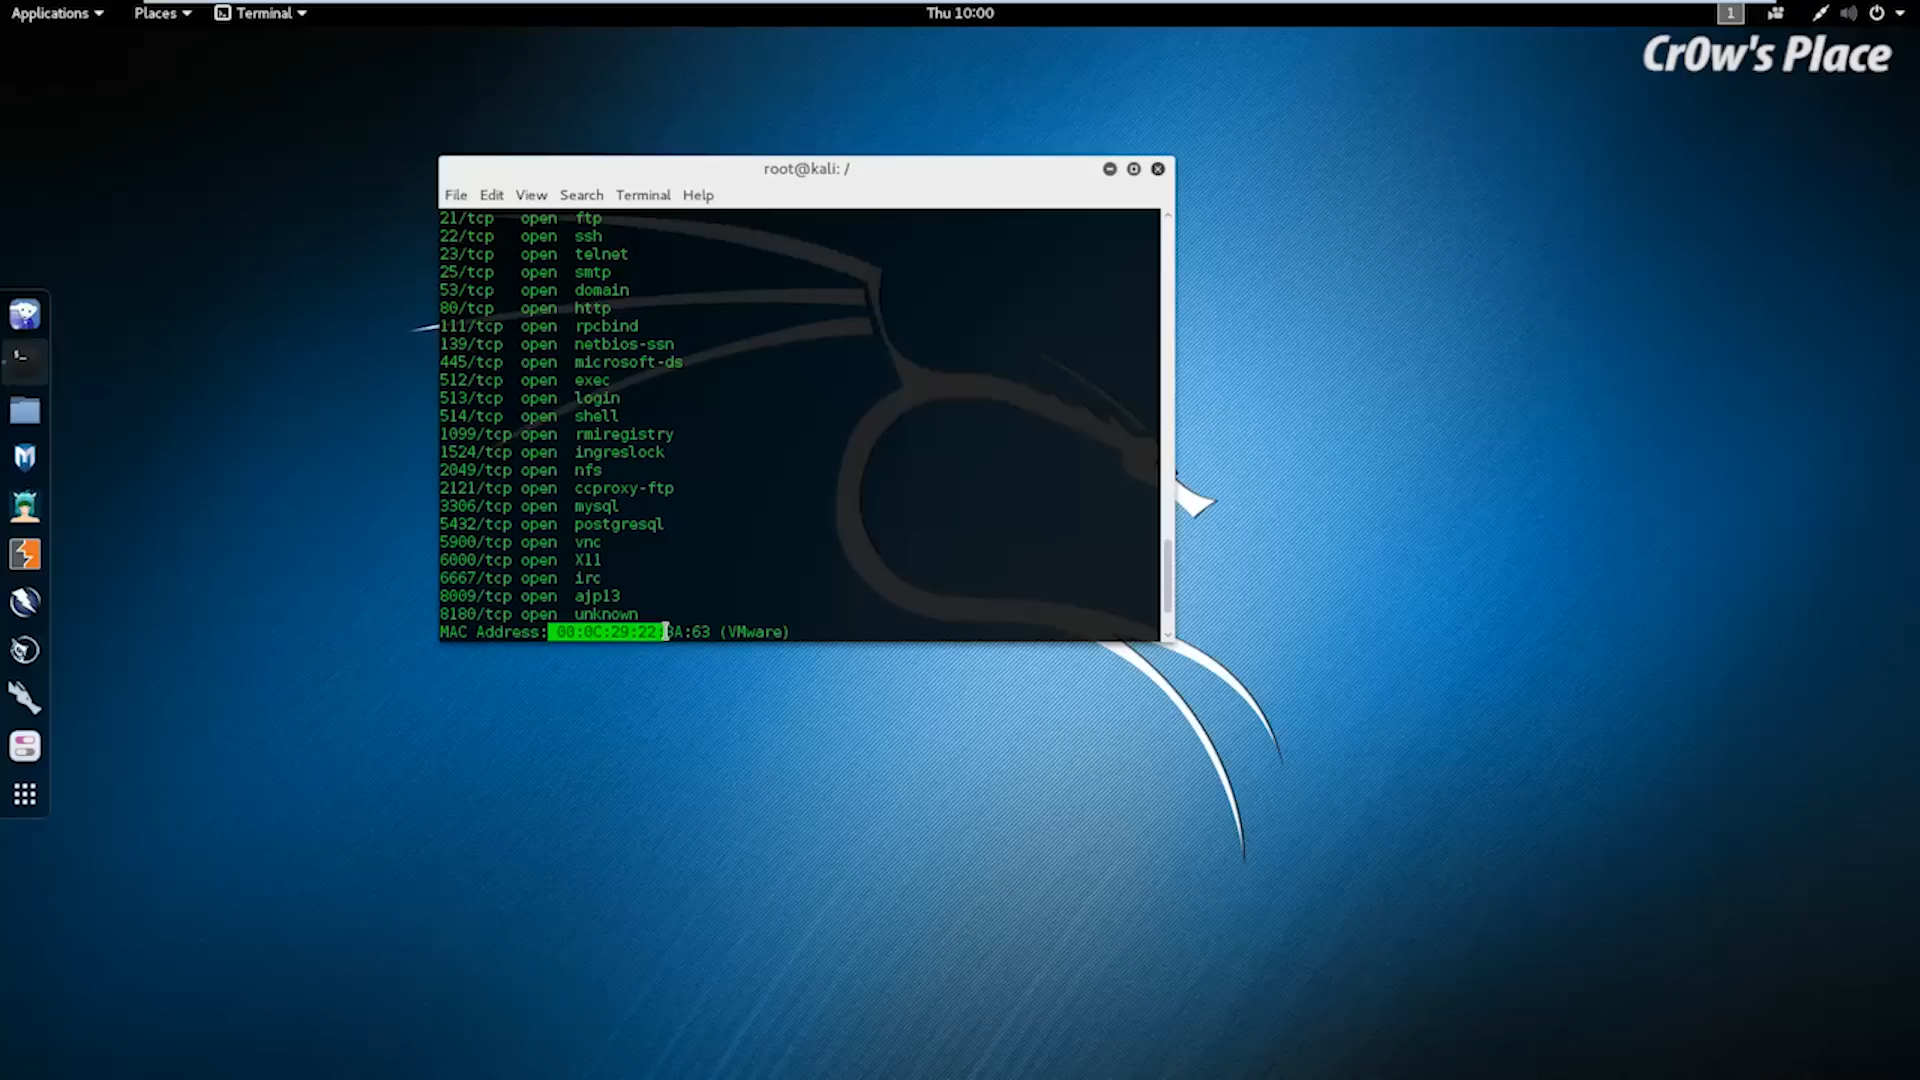 Applications Places Terminal Thu 10:00 1
Cr0w's Place
root@kali: /
File Edit View Search Terminal Help
21/tcp open ftp
22/tcp open ssh
23/tcp open telnet
25/tcp open smtp
53/tcp open domain
80/tcp open http
111/tcp open rpcbind
139/tcp open netbios-ssn
445/tcp open microsoft-ds
512/tcp open exec
513/tcp open login
514/tcp open shell
1099/tcp open rmiregistry
1524/tcp open ingreslock
2049/tcp open nfs
2121/tcp open ccproxy-ftp
3306/tcp open mysql
5432/tcp open postgresql
5900/tcp open vnc
6000/tcp open X11
6667/tcp open irc
8009/tcp open ajp13
8180/tcp open unknown
MAC Address: 00:0C:29:22:3A:63 (VMware)